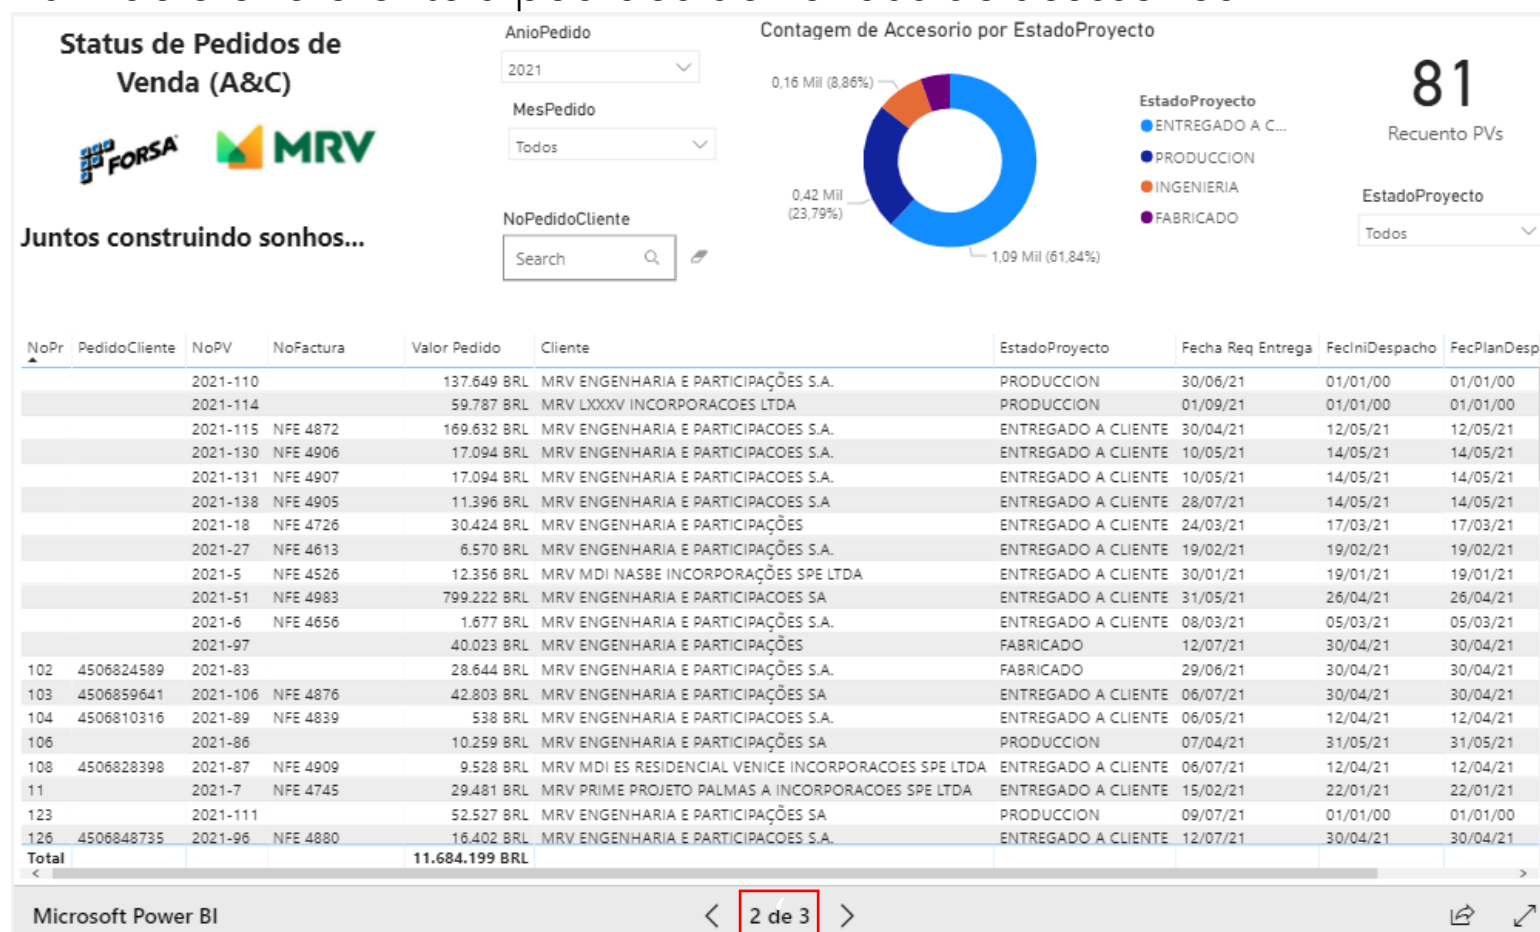 Status de Pedidos de
Venda (A&C)
FORSA
MRV
Juntos construindo sonhos...
AnioPedido
2021
MesPedido
Todos
NoPedidoCliente
Search
Contagem de Accesorio por EstadoProyecto
0,16 Mil (8,86%)
0,42 Mil
(23,79%)
1,09 Mil (61,84%)
EstadoProyecto
ENTREGADO A C...
PRODUCCION
INGENIERIA
FABRICADO
81
Recuento PVs
EstadoProyecto
Todos
NoPr PedidoCliente NoPV NoFactura Valor Pedido Cliente EstadoProyecto Fecha Req Entrega FecIniDespacho FecPlanDesp
2021-110 137.649 BRL MRV ENGENHARIA E PARTICIPAÇÕES S.A. PRODUCCION 30/06/21 01/01/00 01/01/00
2021-114 59.787 BRL MRV LXXXV INCORPORACOES LTDA PRODUCCION 01/09/21 01/01/00 01/01/00
2021-115 NFE 4872 169.632 BRL MRV ENGENHARIA E PARTICIPACOES S.A. ENTREGADO A CLIENTE 30/04/21 12/05/21 12/05/21
2021-130 NFE 4906 17.094 BRL MRV ENGENHARIA E PARTICIPACOES S.A. ENTREGADO A CLIENTE 10/05/21 14/05/21 14/05/21
2021-131 NFE 4907 17.094 BRL MRV ENGENHARIA E PARTICIPACOES S.A. ENTREGADO A CLIENTE 10/05/21 14/05/21 14/05/21
2021-138 NFE 4905 11.396 BRL MRV ENGENHARIA E PARTICIPACOES S.A ENTREGADO A CLIENTE 28/07/21 14/05/21 14/05/21
2021-18 NFE 4726 30.424 BRL MRV ENGENHARIA E PARTICIPAÇÕES ENTREGADO A CLIENTE 24/03/21 17/03/21 17/03/21
2021-27 NFE 4613 6.570 BRL MRV ENGENHARIA E PARTICIPAÇÕES S.A. ENTREGADO A CLIENTE 19/02/21 19/02/21 19/02/21
2021-5 NFE 4526 12.356 BRL MRV MDI NASBE INCORPORAÇÕES SPE LTDA ENTREGADO A CLIENTE 30/01/21 19/01/21 19/01/21
2021-51 NFE 4983 799.222 BRL MRV ENGENHARIA E PARTICIPACOES SA ENTREGADO A CLIENTE 31/05/21 26/04/21 26/04/21
2021-6 NFE 4656 1.677 BRL MRV ENGENHARIA E PARTICIPAÇÕES S.A. ENTREGADO A CLIENTE 08/03/21 05/03/21 05/03/21
2021-97 40.023 BRL MRV ENGENHARIA E PARTICIPAÇÕES FABRICADO 12/07/21 30/04/21 30/04/21
102 4506824589 2021-83 28.644 BRL MRV ENGENHARIA E PARTICIPAÇÕES S.A. FABRICADO 29/06/21 30/04/21 30/04/21
103 4506859641 2021-106 NFE 4876 42.803 BRL MRV ENGENHARIA E PARTICIPAÇÕES SA ENTREGADO A CLIENTE 06/07/21 30/04/21 30/04/21
104 4506810316 2021-89 NFE 4839 538 BRL MRV ENGENHARIA E PARTICIPACOES S.A. ENTREGADO A CLIENTE 06/05/21 12/04/21 12/04/21
106 2021-86 10.259 BRL MRV ENGENHARIA E PARTICIPAÇÕES SA PRODUCCION 07/04/21 31/05/21 31/05/21
108 4506828398 2021-87 NFE 4909 9.528 BRL MRV MDI ES RESIDENCIAL VENICE INCORPORACOES SPE LTDA ENTREGADO A CLIENTE 06/07/21 12/04/21 12/04/21
11 2021-7 NFE 4745 29.481 BRL MRV PRIME PROJETO PALMAS A INCORPORACOES SPE LTDA ENTREGADO A CLIENTE 15/02/21 22/01/21 22/01/21
123 2021-111 52.527 BRL MRV ENGENHARIA E PARTICIPAÇÕES SA PRODUCCION 09/07/21 01/01/00 01/01/00
126 4506848735 2021-96 NFE 4880 16.402 BRL MRV ENGENHARIA E PARTICIPACOES S.A. ENTREGADO A CLIENTE 12/07/21 30/04/21 30/04/21
Total 11.684.199 BRL
Microsoft Power BI
2 de 3